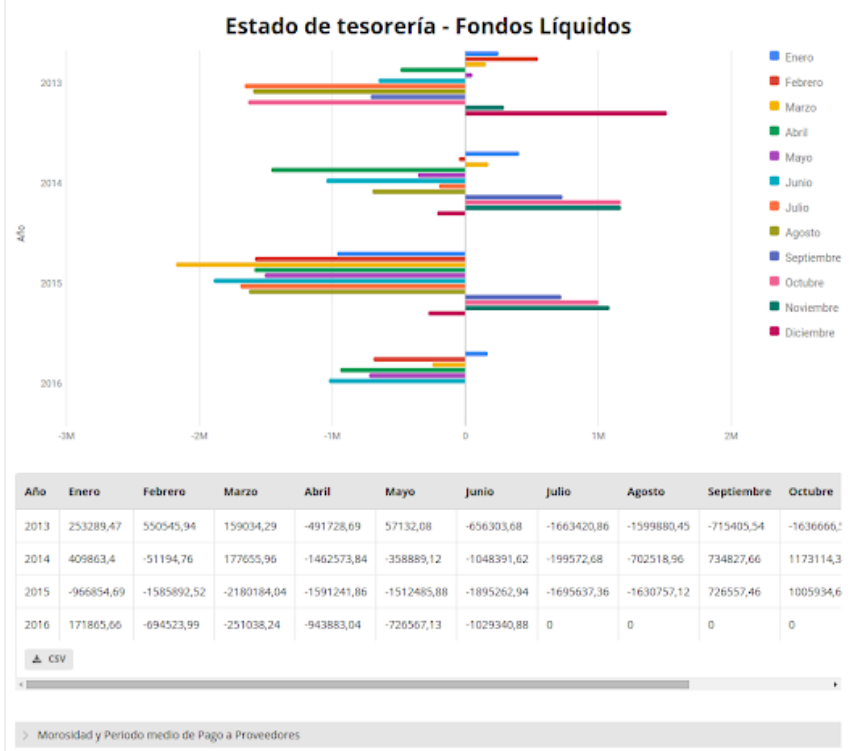 Estado de tesorería - Fondos Líquidos
Enero
Febrero
Marzo
Abril
Mayo
Junio
Julio
Agosto
Septiembre
Octubre
Noviembre
Diciembre
Año
2013
2014
2015
2016
-3M -2M -1M 0 1M 2M
Año Enero Febrero Marzo Abril Mayo Junio Julio Agosto Septiembre Octubre
2013 253289,47 550545,94 159034,29 -491728,69 57132,08 -656303,68 -1663420,86 -1599880,45 -715405,54 -1636666,5
2014 409863,4 -51194,76 177655,96 -1462573,84 -358889,12 -1048391,62 -199572,68 -702518,96 734827,66 1173114,3
2015 -966854,69 -1585892,52 -2180184,04 -1591241,86 -1512485,88 -1895262,94 -1695637,36 -1630757,12 726557,46 1005934,6
2016 171865,66 -694523,99 -251038,24 -943883,04 -726567,13 -1029340,88 0 0 0 0
CSV
Morosidad y Periodo medio de Pago a Proveedores